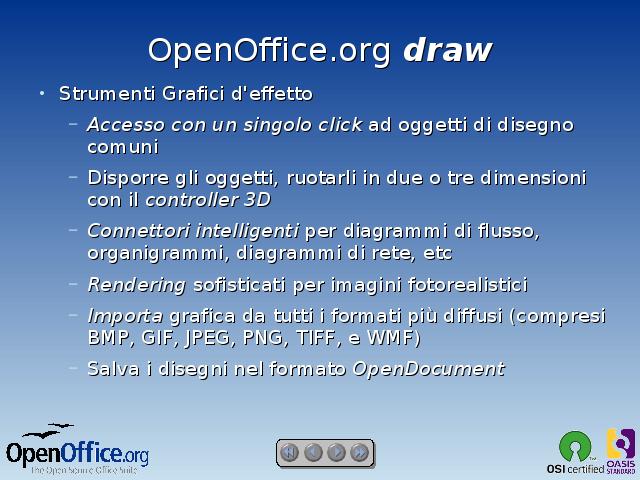 OpenOffice.org draw
• Strumenti Grafici d'effetto
– Accesso con un singolo click ad oggetti di disegno
comuni
– Disporre gli oggetti, ruotarli in due o tre dimensioni
con il controller 3D
– Connettori intelligenti per diagrammi di flusso,
organigrammi, diagrammi di rete, etc
– Rendering sofisticati per imagini fotorealistici
– Importa grafica da tutti i formati più diffusi (compresi
BMP, GIF, JPEG, PNG, TIFF, e WMF)
– Salva i disegni nel formato OpenDocument
OpenOffice.org
The Open Source Office Suite
OSI certified
OASIS
STANDARD